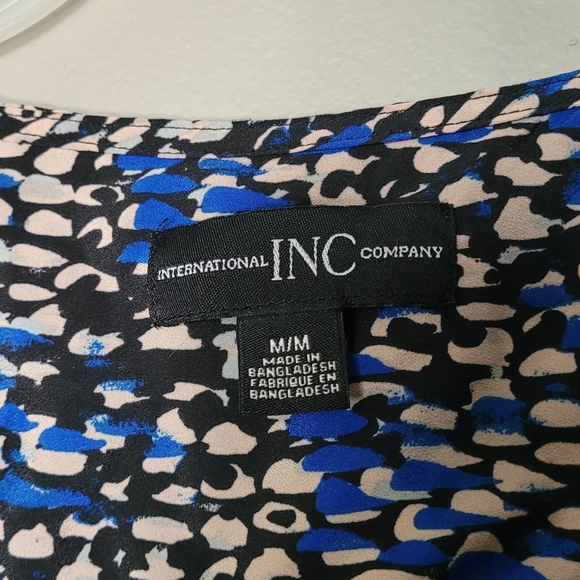 INTERNATIONAL INC COMPANY
M/M
MADE IN
BANGLADESH
FABRIQUE EN
BANGLADESH